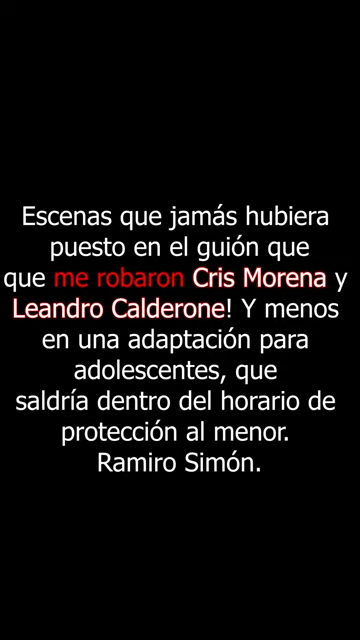 Escenas que jamás hubiera
puesto en el guión que
que me robaron Cris Morena y
Leandro Calderone! Y menos
en una adaptación para
adolescentes, que
saldría dentro del horario de
protección al menor.
Ramiro Simón.